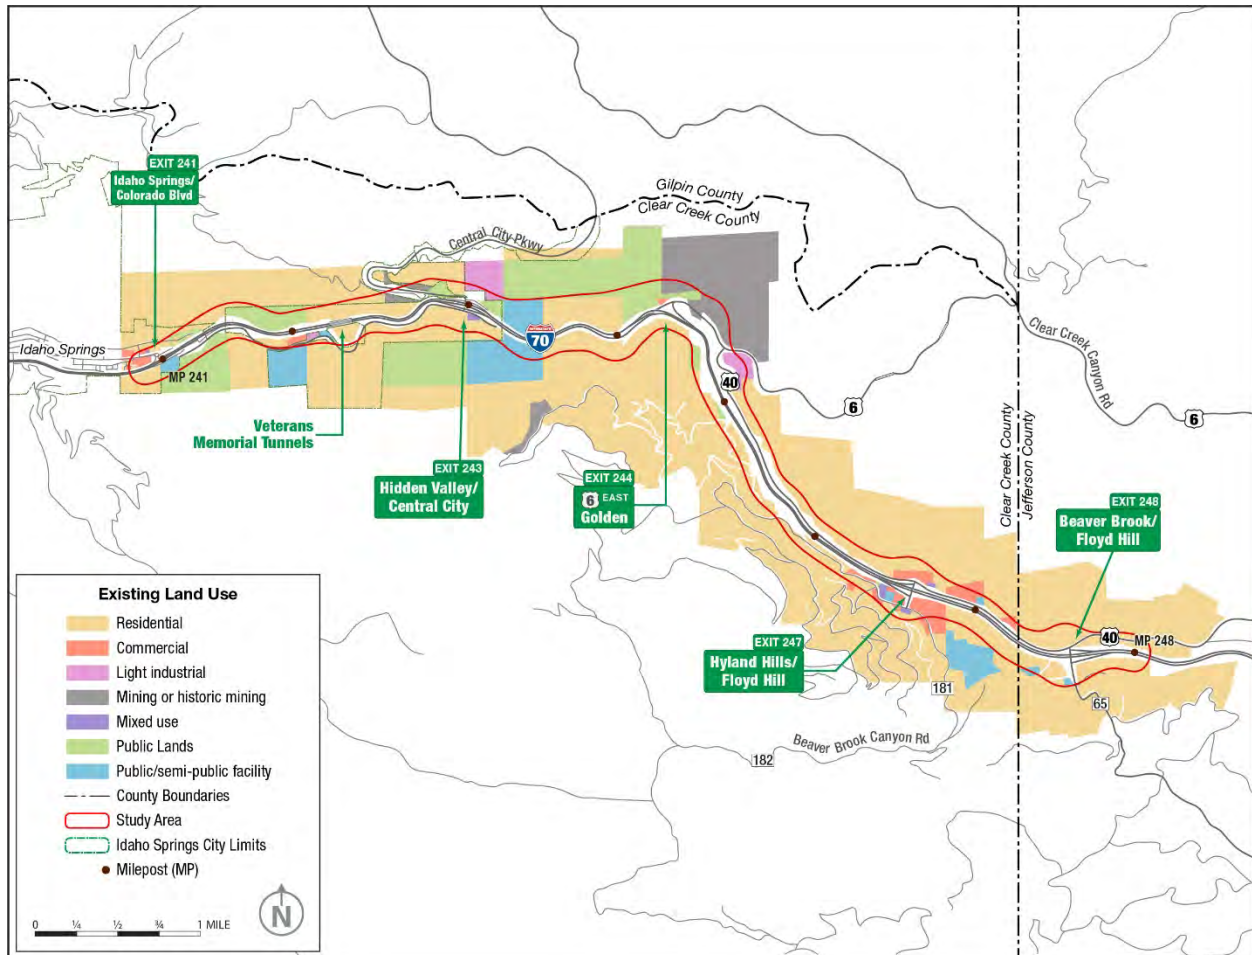 EXIT 241
Idaho Springs/
Colorado Blvd
Gilpin County
Clear Creek County
Central City Pkwy
Idaho Springs
MP 241
70
40
6
Clear Creek Canyon Rd
6
Veterans
Memorial Tunnels
EXIT 243
Hidden Valley/
Central City
EXIT 244
6 EAST
Golden
Clear Creek County
Jefferson County
EXIT 248
Beaver Brook/
Floyd Hill
40
MP 248
EXIT 247
Hyland Hills/
Floyd Hill
181
65
Beaver Brook Canyon Rd
182
Existing Land Use
Residential
Commercial
Light industrial
Mining or historic mining
Mixed use
Public Lands
Public/semi-public facility
County Boundaries
Study Area
Idaho Springs City Limits
Milepost (MP)
0 ¼ ½ ¾ 1 MILE
N